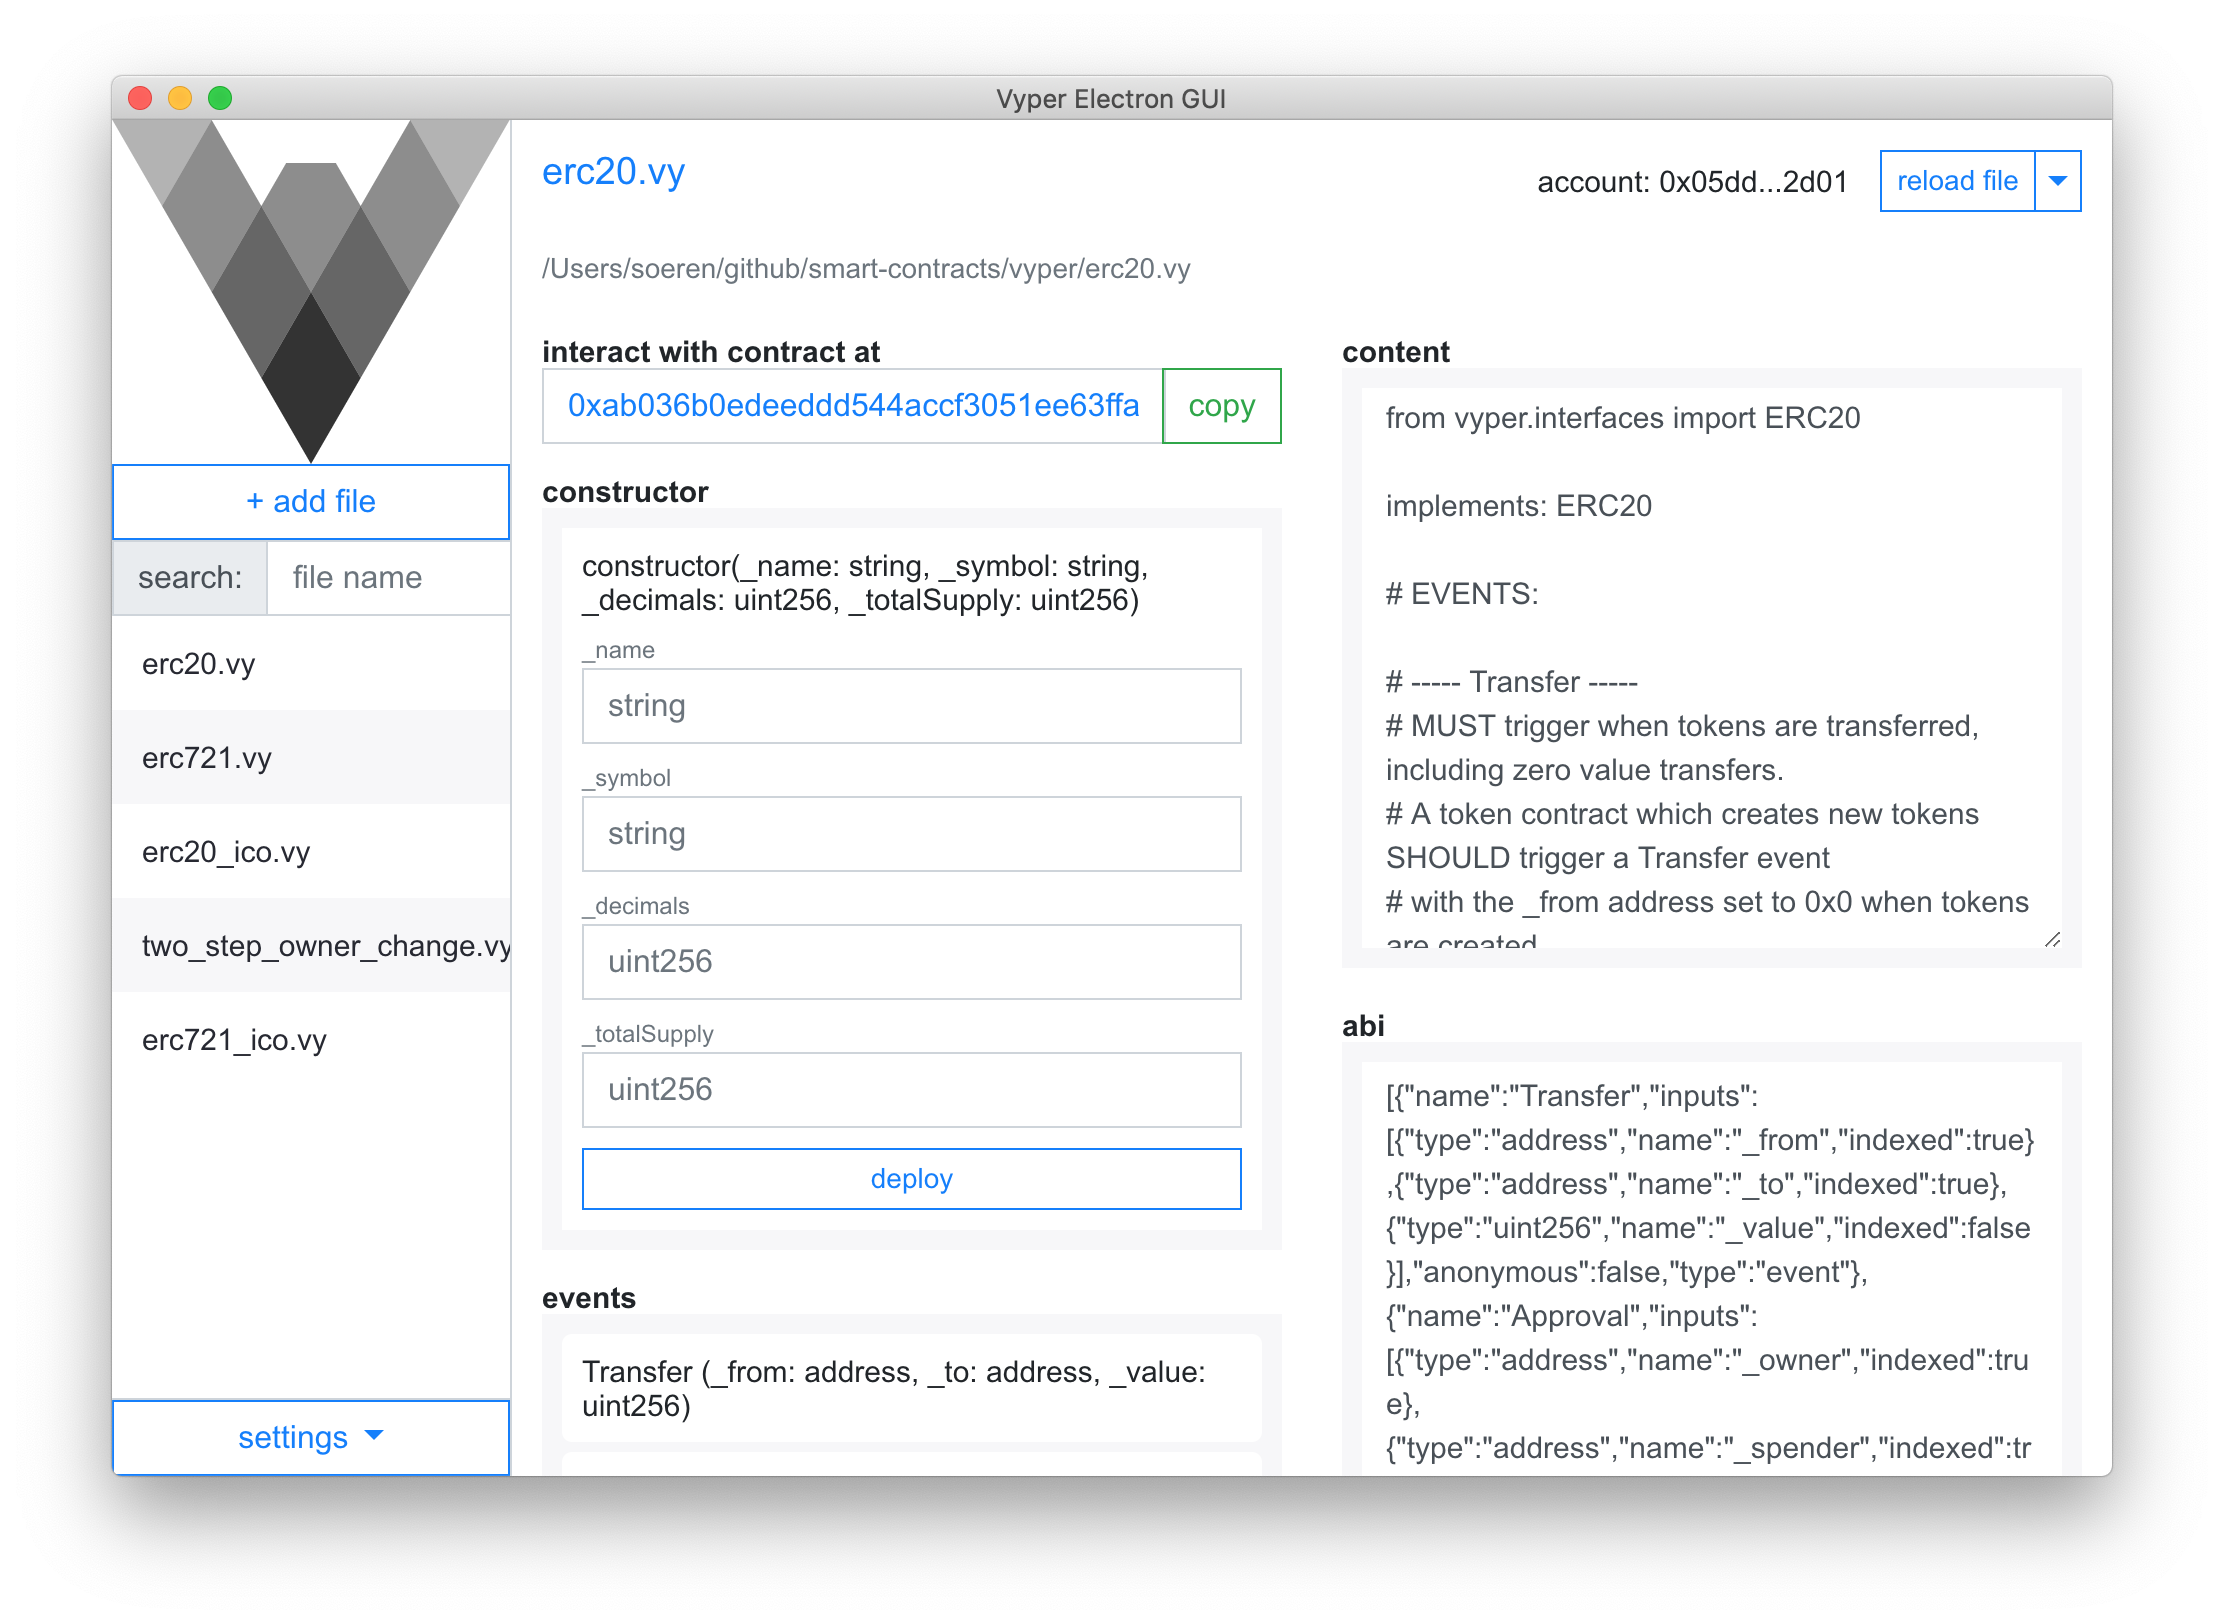 Vyper Electron GUI
+ add file
search: file name
erc20.vy
erc721.vy
erc20_ico.vy
two_step_owner_change.vy
erc721_ico.vy
settings
erc20.vy
account: 0x05dd...2d01
reload file
/Users/soeren/github/smart-contracts/vyper/erc20.vy
interact with contract at
0xab036b0edeeddd544accf3051ee63ffa
copy
constructor
constructor(_name: string, _symbol: string,
_decimals: uint256, _totalSupply: uint256)
_name
string
_symbol
string
_decimals
uint256
_totalSupply
uint256
deploy
events
Transfer (_from: address, _to: address, _value:
uint256)
content
from vyper.interfaces import ERC20
implements: ERC20
# EVENTS:
# ----- Transfer -----
# MUST trigger when tokens are transferred,
including zero value transfers.
# A token contract which creates new tokens
SHOULD trigger a Transfer event
# with the _from address set to 0x0 when tokens
are created
abi
[{"name":"Transfer","inputs":
[{"type":"address","name":"_from","indexed":true}
,{"type":"address","name":"_to","indexed":true},
{"type":"uint256","name":"_value","indexed":false
}],"anonymous":false,"type":"event"},
{"name":"Approval","inputs":
[{"type":"address","name":"_owner","indexed":tru
e},
{"type":"address","name":"_spender","indexed":tr